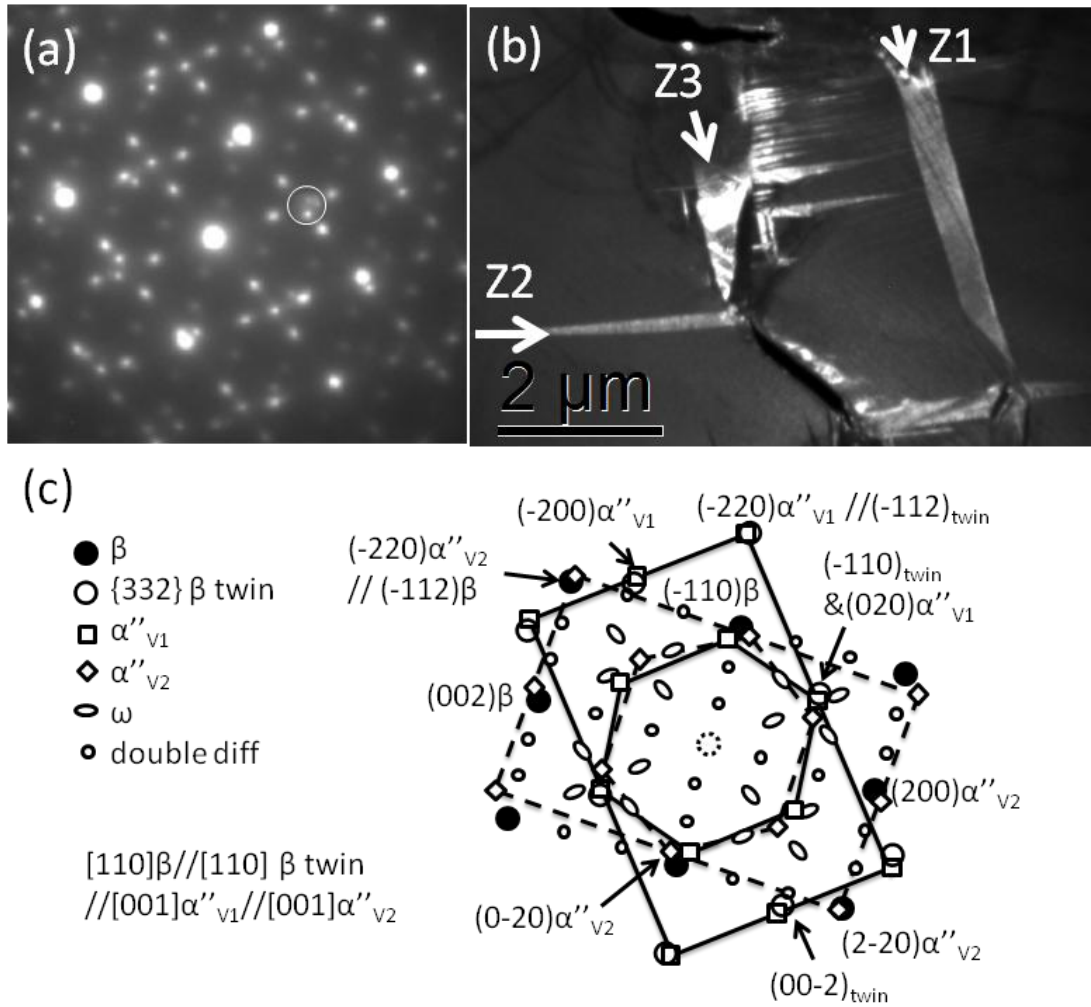 (a)
(b)
Z1
Z3
Z2
2 μm
(c)
(-200)α’’V1
(-220)α’’V1 //(-112)twin
(-220)α’’V2
// (-112)β
(-110)β
(-110)twin
&(020)α’’V1
β
{332} β twin
α’’V1
α’’V2
ω
double diff
(002)β
(200)α’’V2
[110]β//[110] β twin
//[001]α’’V1//[001]α’’V2
(0-20)α’’V2
(2-20)α’’V2
(00-2)twin